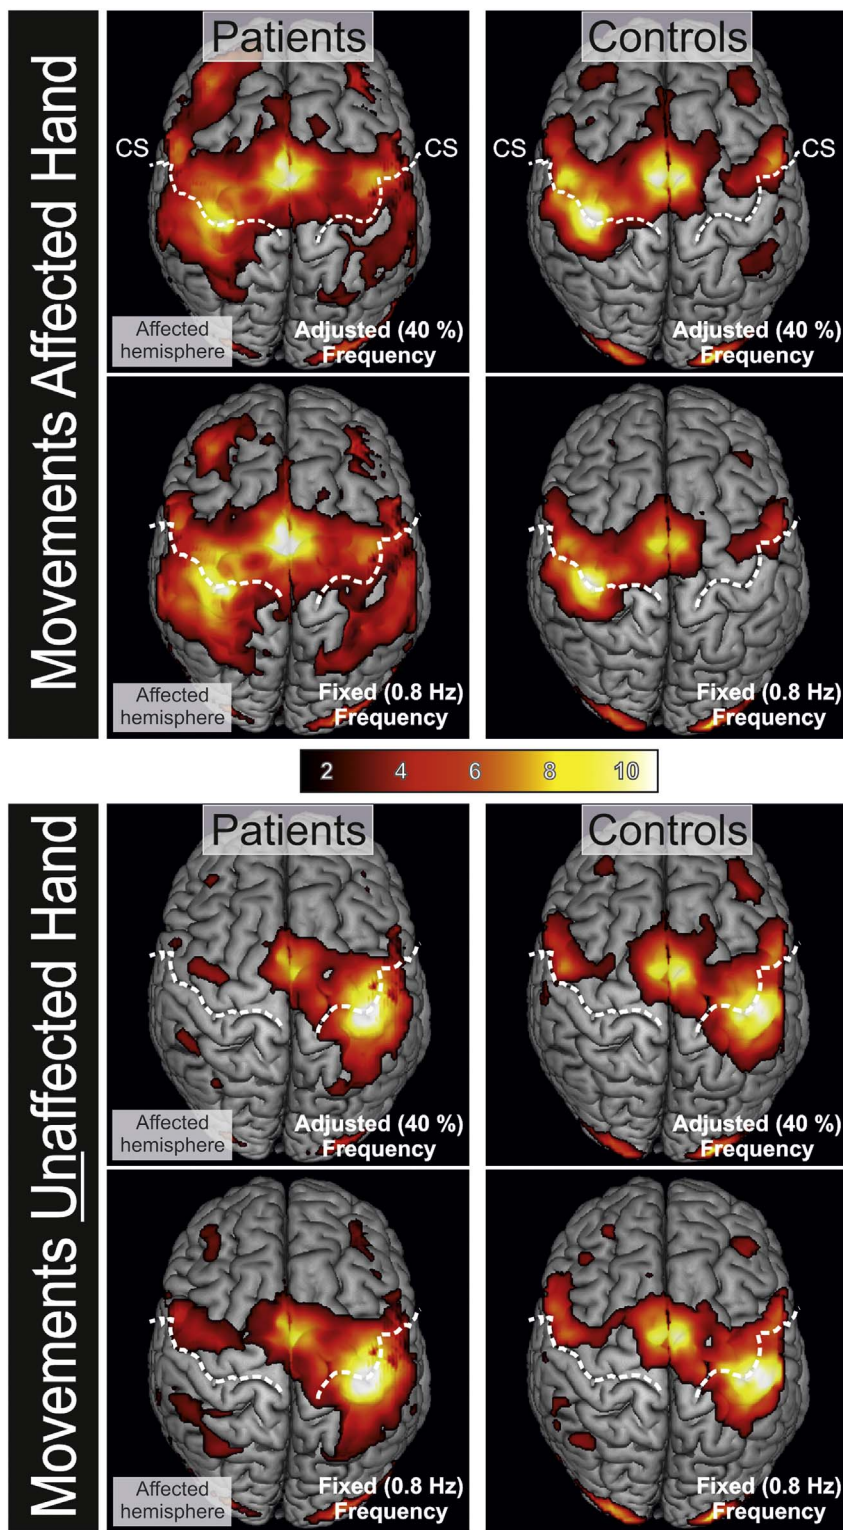 Movements Affected Hand
Patients
Controls
CS
CS
CS
CS
Affected
hemisphere
Adjusted (40 %)
Frequency
Adjusted (40 %)
Frequency
Affected
hemisphere
Fixed (0.8 Hz)
Frequency
Fixed (0.8 Hz)
Frequency
2 4 6 8 10
Movements Unaffected Hand
Patients
Controls
Affected
hemisphere
Adjusted (40 %)
Frequency
Adjusted (40 %)
Frequency
Affected
hemisphere
Fixed (0.8 Hz)
Frequency
Fixed (0.8 Hz)
Frequency